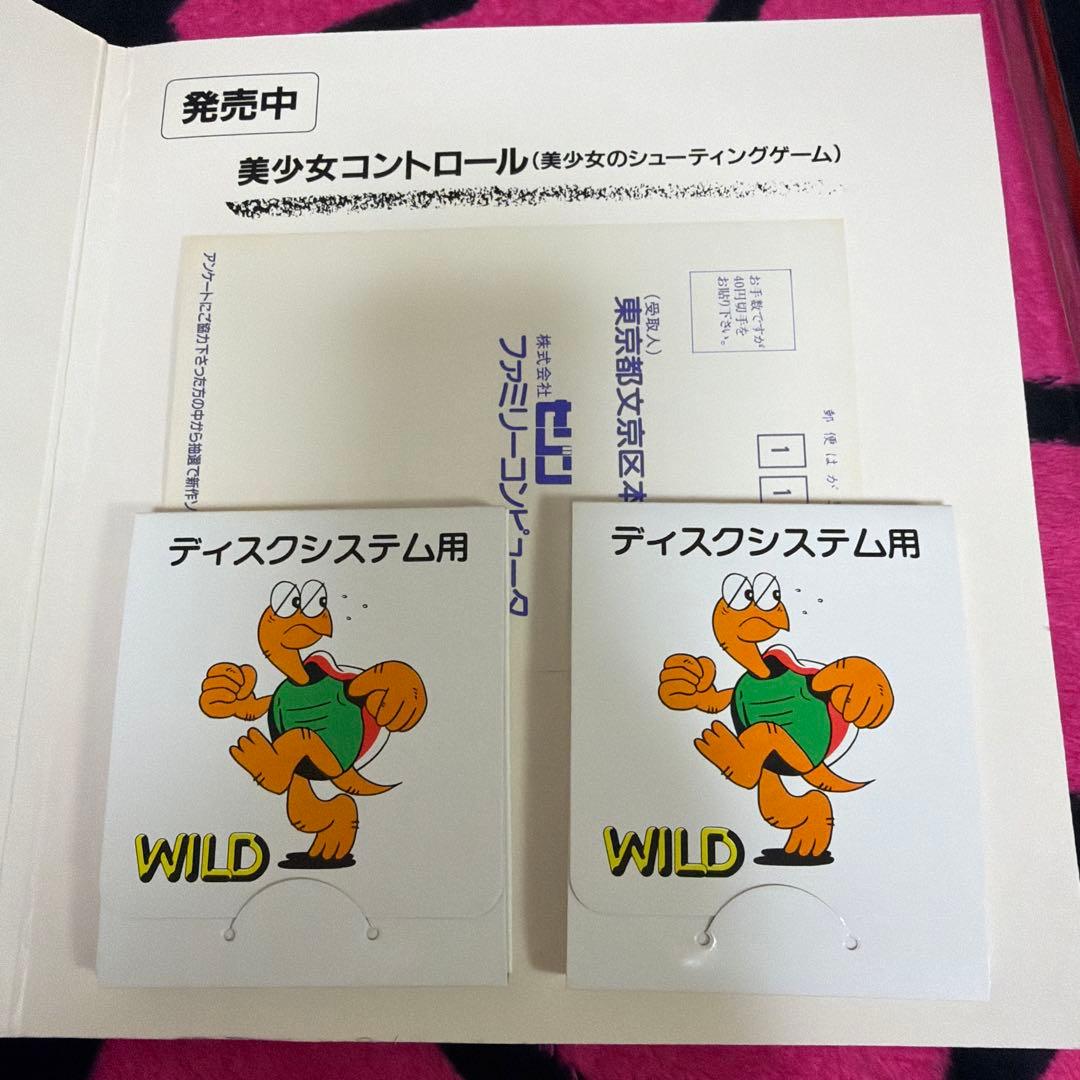 発売中
美少女コントロール(美少女のシューティングゲーム)
お手数ですが
40円切手を
お貼り下さい。
郵便はが
1
1
(受取人)
東京都文京区本
株式会社
ファミリーコンピュータ
アンケートにご協力下さった方の中から抽選で新作ソ
ディスクシステム用
WILD
ディスクシステム用
WILD